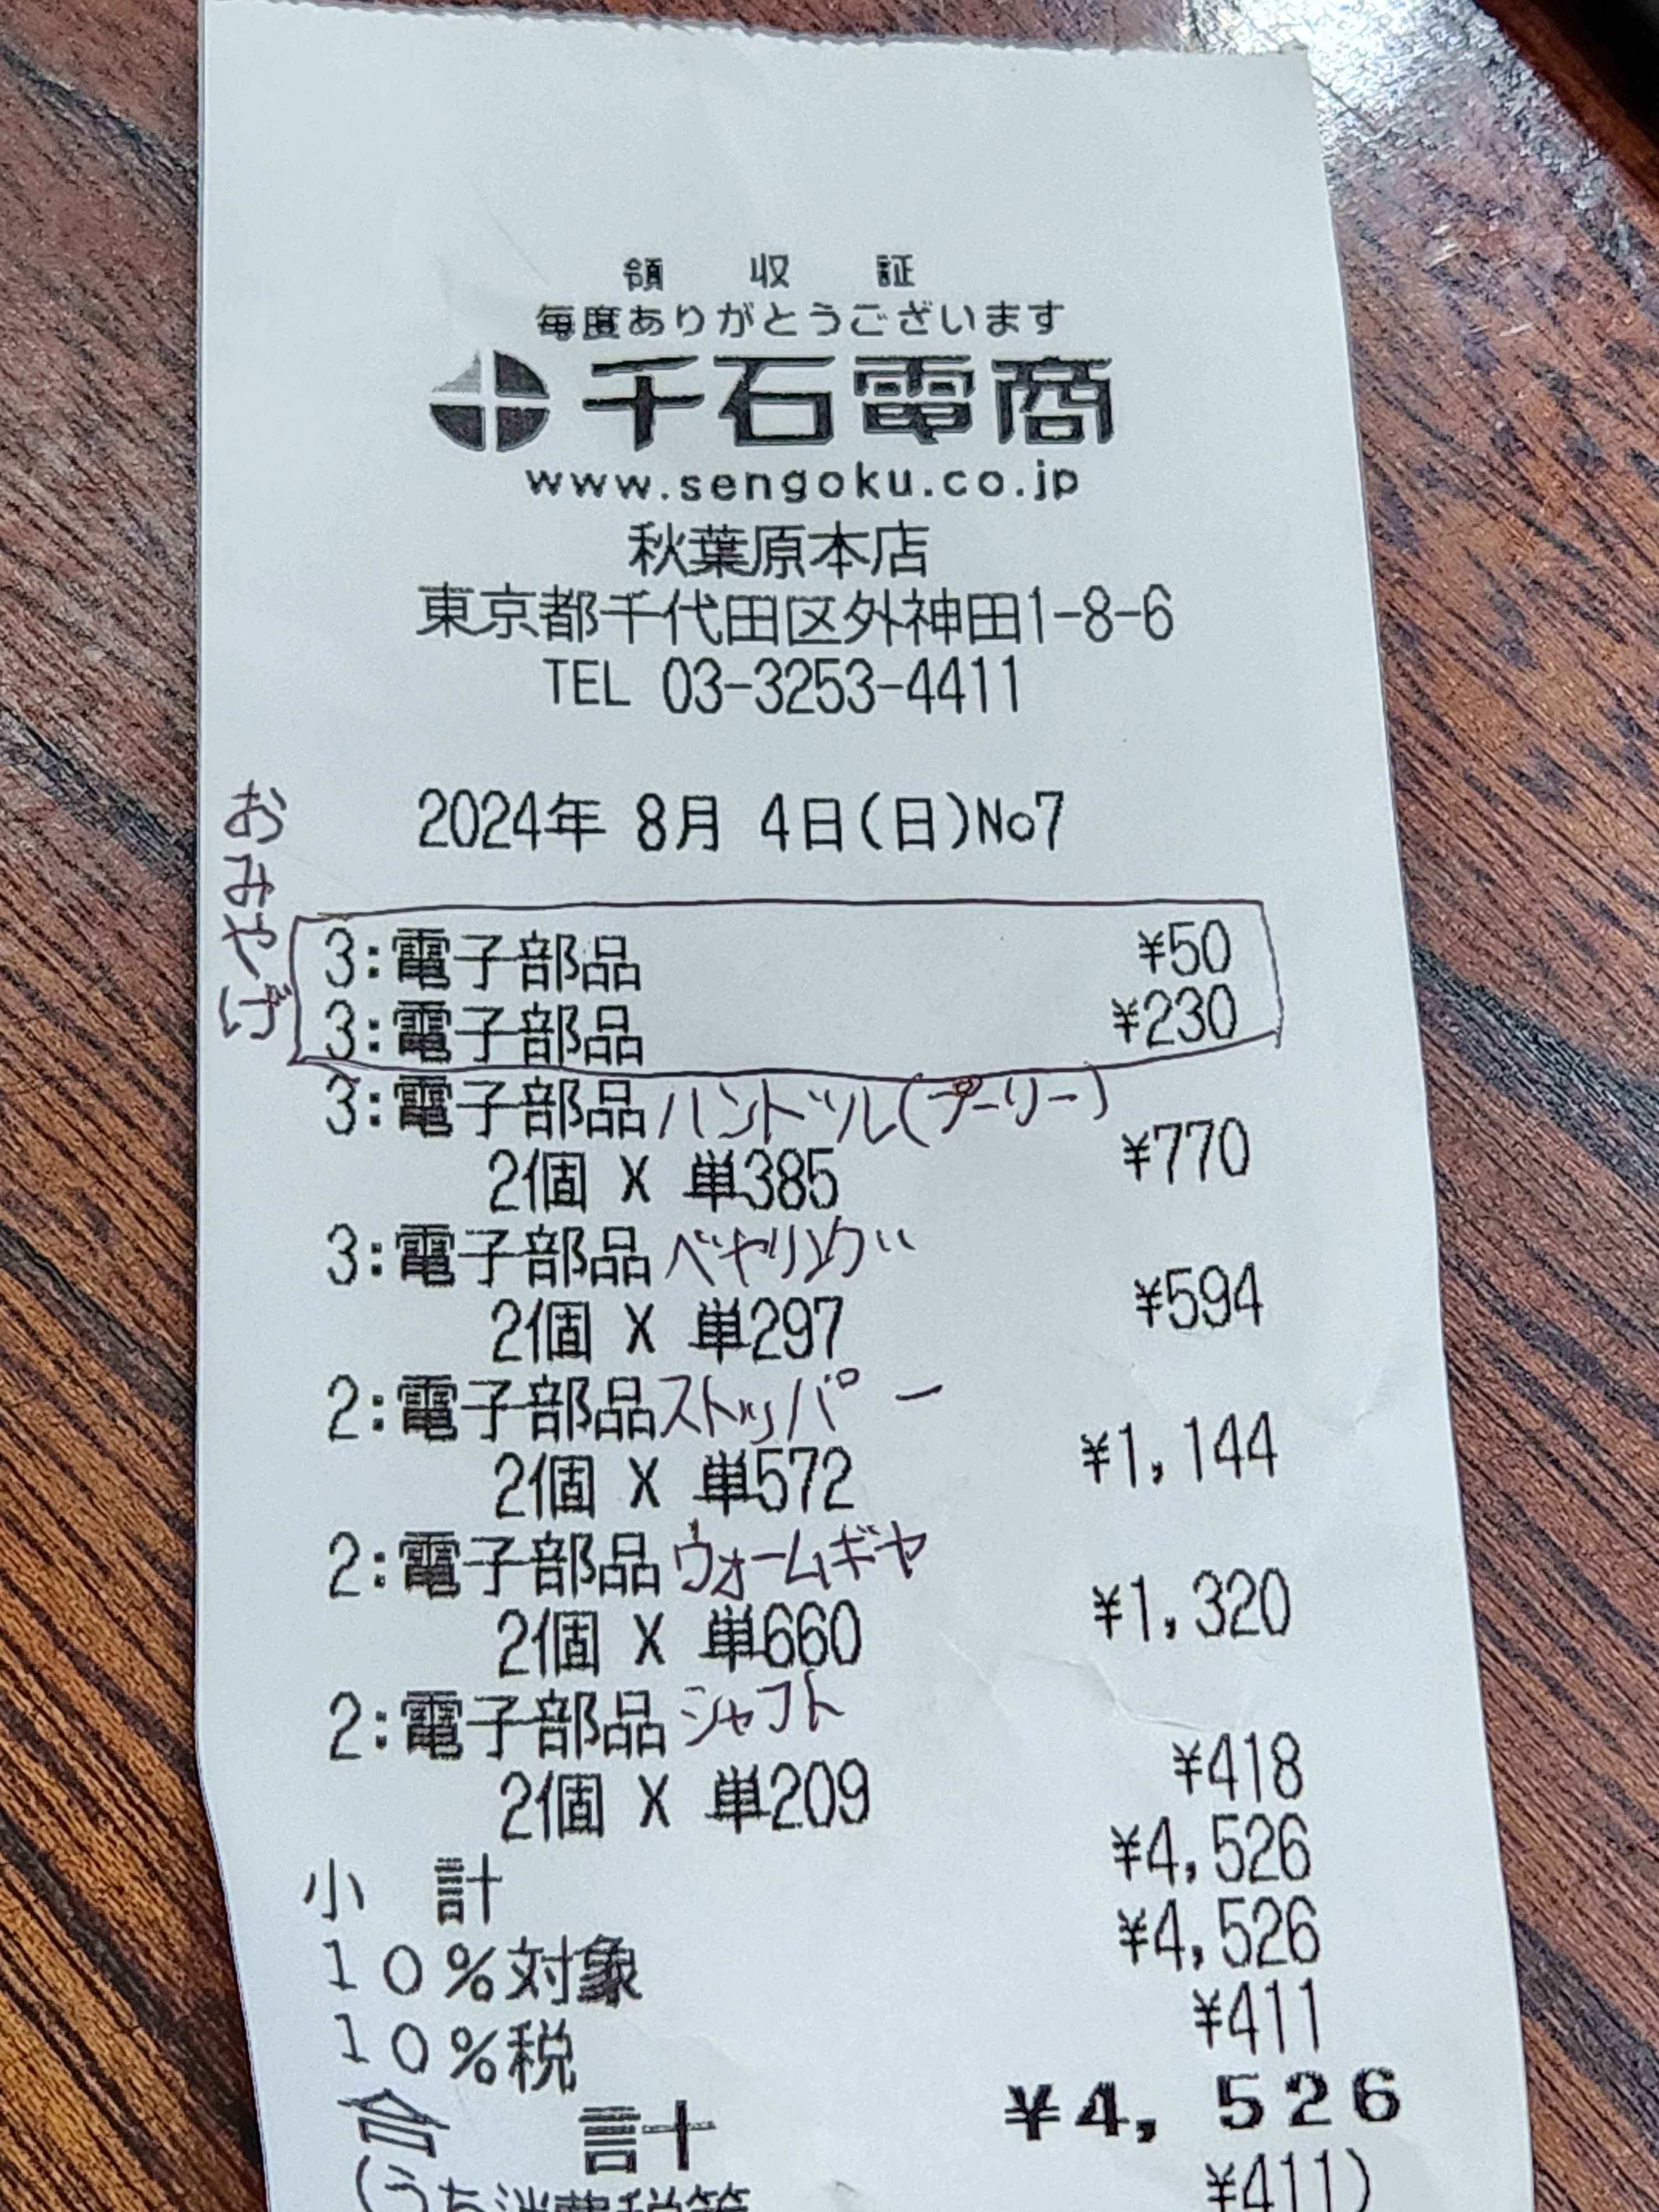 領 収 証
毎度ありがとうございます
千石電商
www.sengoku.co.jp
秋葉原本店
東京都千代田区外神田1-8-6
TEL 03-3253-4411
2024年 8月 4日(日)No7
おみやげ
3:電子部品 ¥50
3:電子部品 ¥230
3:電子部品 ハンドツル(プーリー)
2個 X 単385 ¥770
3:電子部品 ベヤリング
2個 X 単297 ¥594
2:電子部品 ストッパー
2個 X 単572 ¥1,144
2:電子部品 ウォームギヤ
2個 X 単660 ¥1,320
2:電子部品 シャフト
2個 X 単209 ¥418
小 計 ¥4,526
10%対象 ¥4,526
10%税 ¥411
合 計 ¥4,526
(うち消費税等 ¥411)